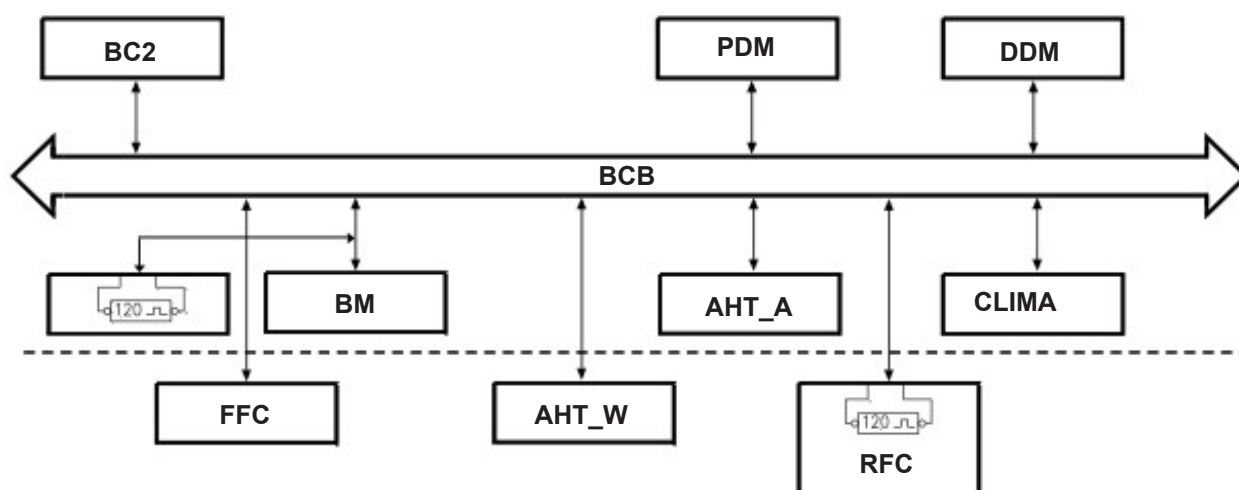 BC2
PDM
DDM
BCB
120
BM
AHT_A
CLIMA
FFC
AHT_W
120
RFC